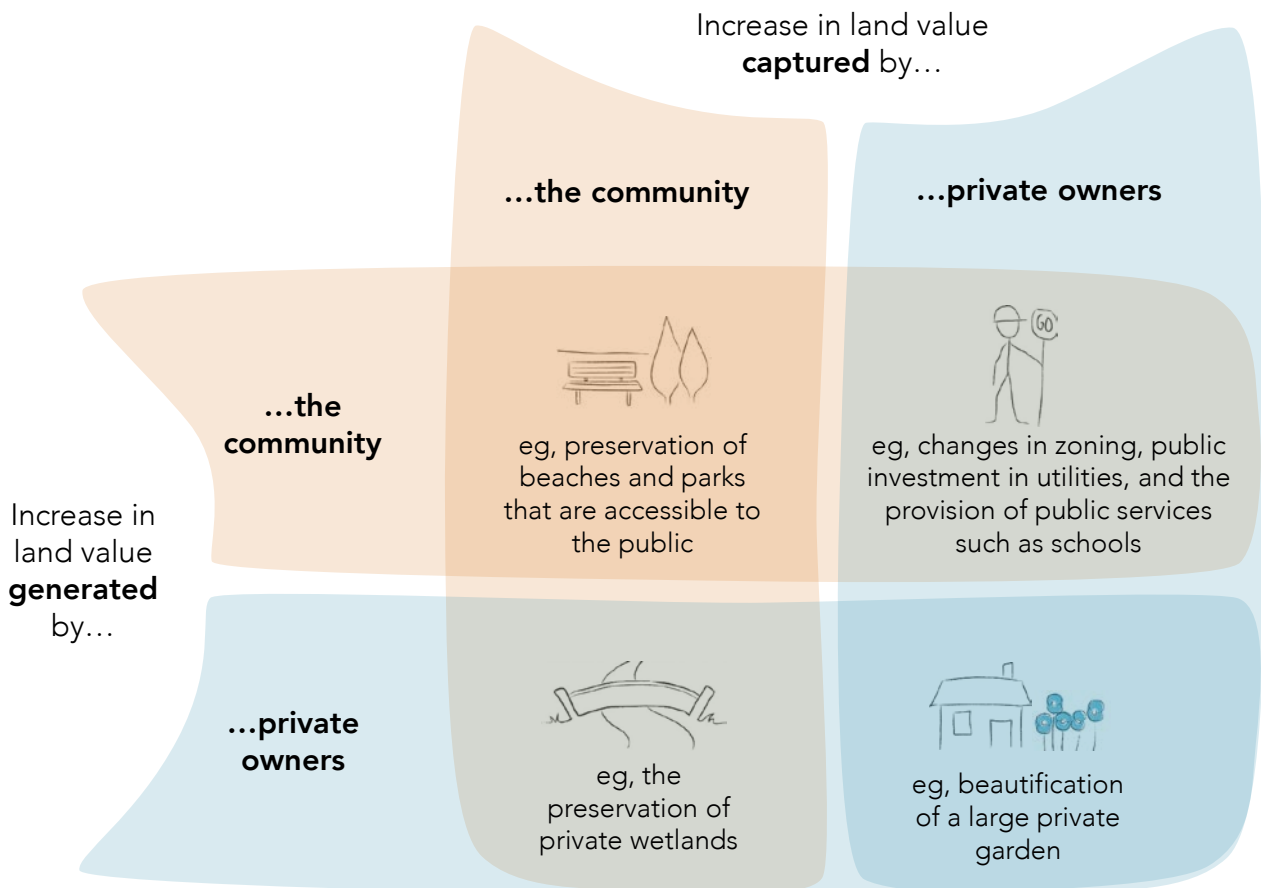 Increase in land value
captured by…
…the community
…private owners
…the
community
GO
eg, preservation of
beaches and parks
that are accessible to
the public
eg, changes in zoning, public
investment in utilities, and the
provision of public services
such as schools
Increase in
land value
generated
by…
…private
owners
eg, the
preservation of
private wetlands
eg, beautification
of a large private
garden